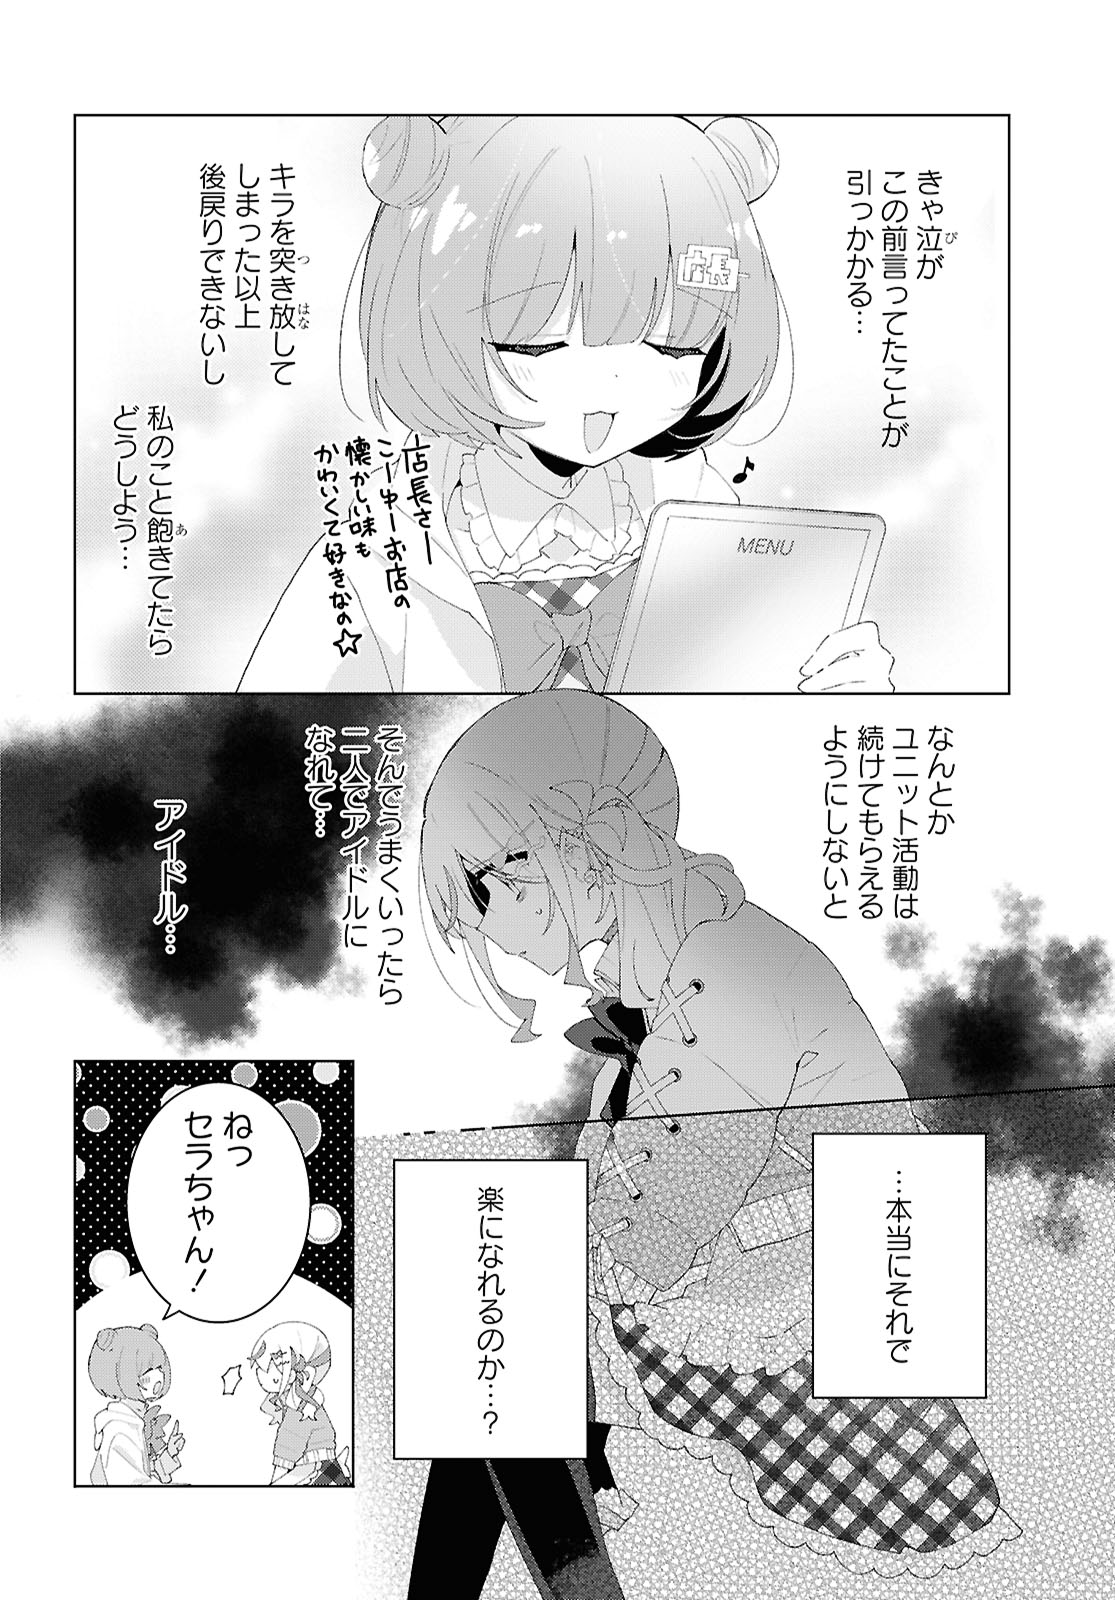 きゃ泣が
この前言ってたことが
引っかかる…
キラを突き放して
しまった以上
後戻りできないし
店長さー
こーゆーお店の
懐かしい味も
かわいくて好きなの☆
私のこと飽きてたら
どうしよう…
MENU
なんとか
ユニット活動は
続けてもらえる
ようにしないと
そんでうまくいったら
二人でアイドルに
なれて…
アイドル…
…本当にそれで
楽になれるのか…?
ねっ
セラちゃん!